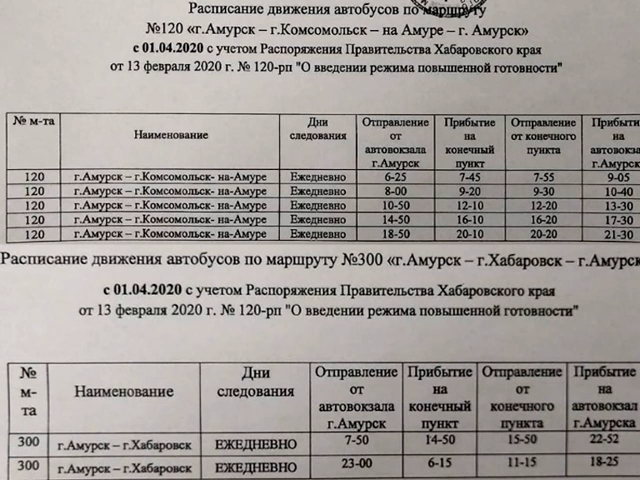 Расписание движения автобусов по маршруту
№120 «г.Амурск – г.Комсомольск – на Амуре – г. Амурск»
с 01.04.2020 с учетом Распоряжения Правительства Хабаровского края
от 13 февраля 2020 г. № 120-рп "О введении режима повышенной готовности"
№ м-та Наименование Дни следования Отправление от автовокзала г.Амурск Прибытие на конечный пункт Отправление от конечного пункта Прибыти на автовокза г.Амурск
120 г.Амурск – г.Комсомольск- на-Амуре Ежедневно 6-25 7-45 7-55 9-05
120 г.Амурск – г.Комсомольск- на-Амуре Ежедневно 8-00 9-20 9-30 10-40
120 г.Амурск – г.Комсомольск- на-Амуре Ежедневно 10-50 12-10 12-20 13-30
120 г.Амурск – г.Комсомольск- на-Амуре Ежедневно 14-50 16-10 16-20 17-30
120 г.Амурск – г.Комсомольск- на-Амуре Ежедневно 18-50 20-10 20-20 21-30
Расписание движения автобусов по маршруту №300 «г.Амурск – г.Хабаровск – г.Амурск
с 01.04.2020 с учетом Распоряжения Правительства Хабаровского края
от 13 февраля 2020 г. № 120-рп "О введении режима повышенной готовности"
№ м-та Наименование Дни следования Отправление от автовокзала г.Амурск Прибытие на конечный пункт Отправление от конечного пункта Прибытие на автовокзал г.Амурска
300 г.Амурск – г.Хабаровск ЕЖЕДНЕВНО 7-50 14-50 15-50 22-52
300 г.Амурск – г.Хабаровск ЕЖЕДНЕВНО 23-00 6-15 11-15 18-25